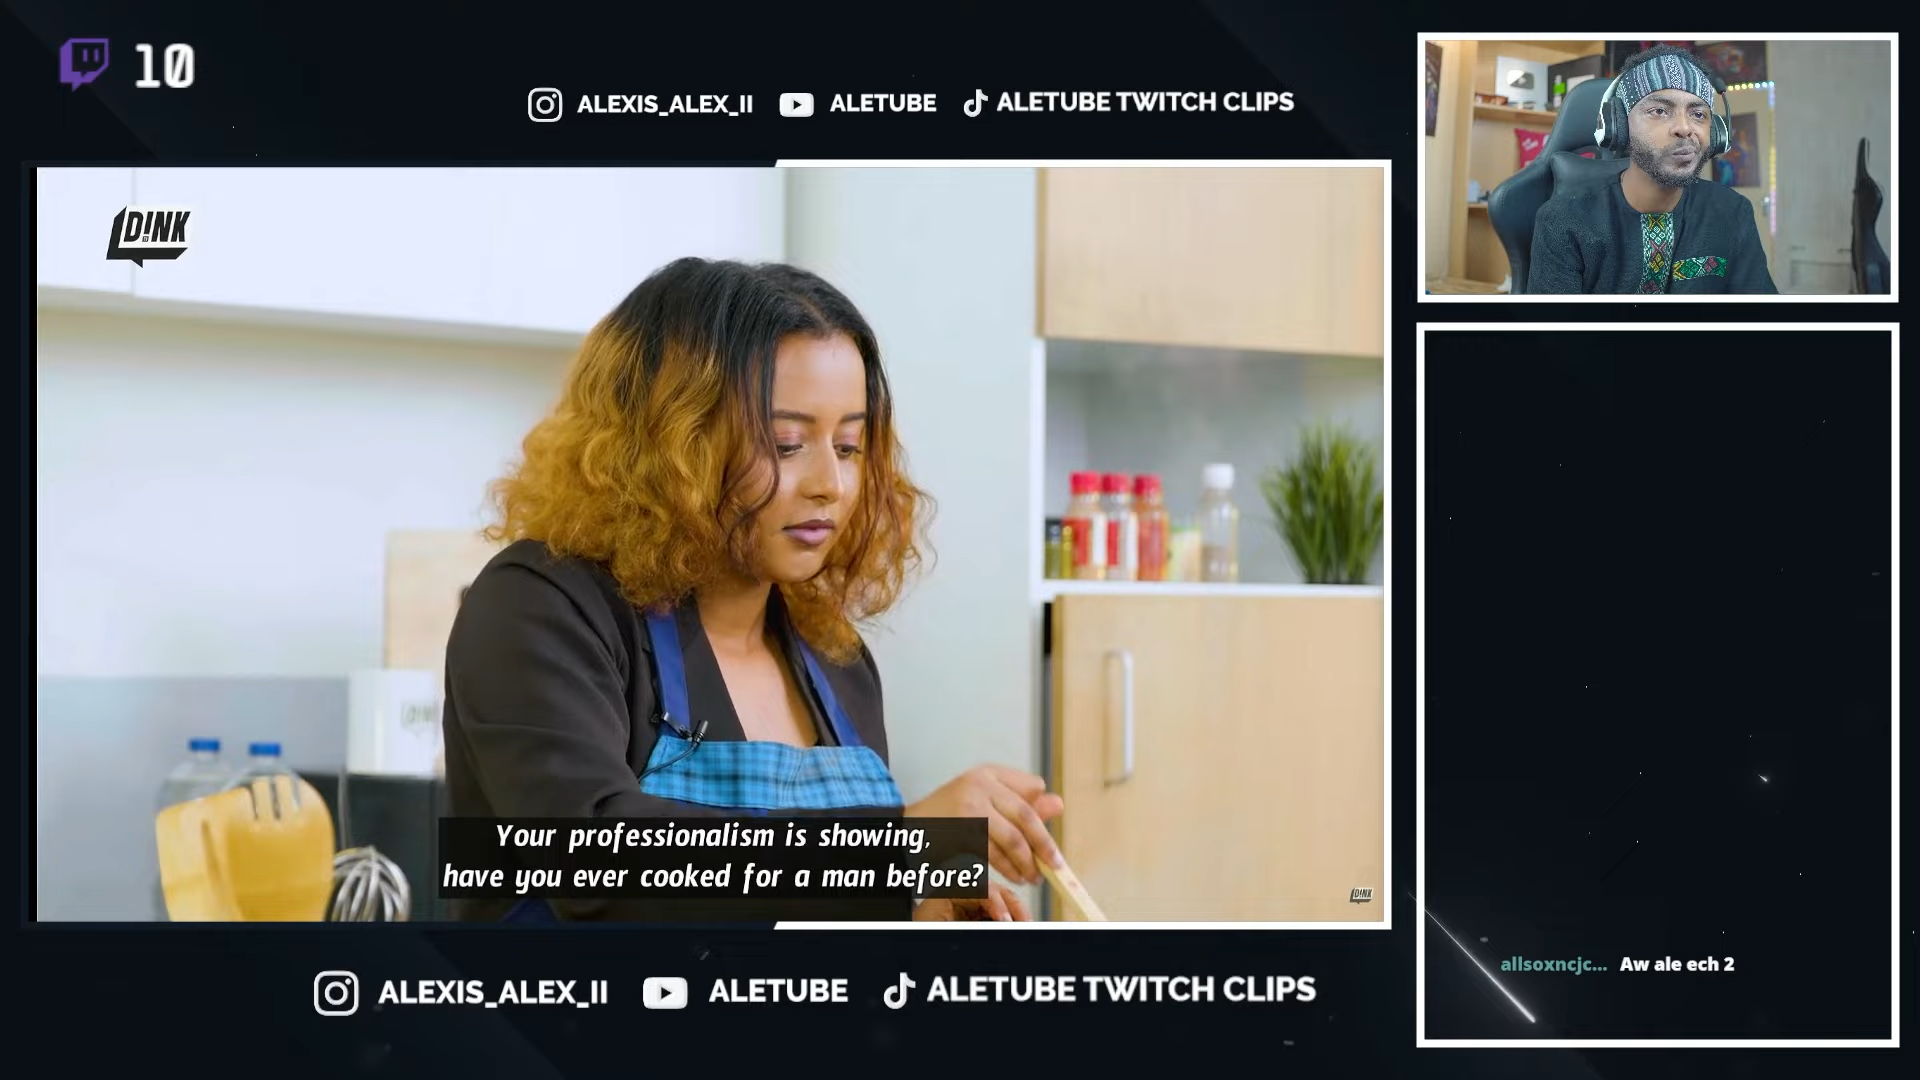 10
ALEXIS_ALEX_II
ALETUBE
ALETUBE TWITCH CLIPS
D!NK
Your professionalism is showing,
have you ever cooked for a man before?
D!NK
allsoxncjc... Aw ale ech 2
ALEXIS_ALEX_II
ALETUBE
ALETUBE TWITCH CLIPS